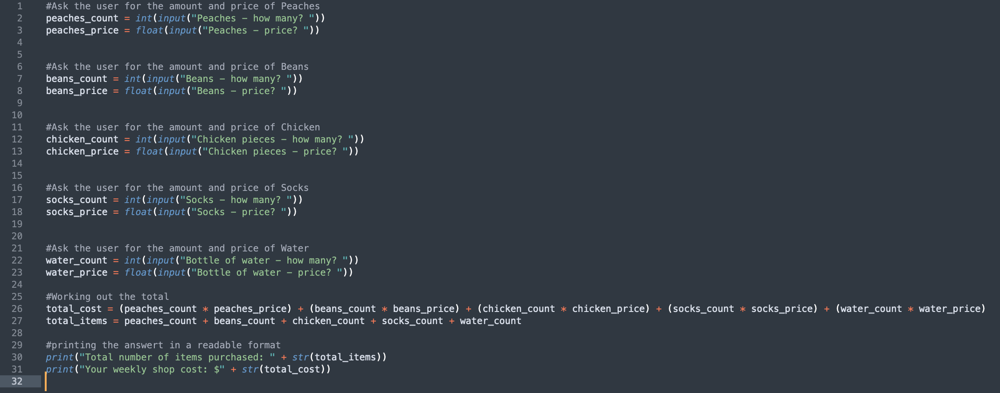 1 #Ask the user for the amount and price of Peaches
2 peaches_count = int(input("Peaches - how many? "))
3 peaches_price = float(input("Peaches - price? "))
4
5
6 #Ask the user for the amount and price of Beans
7 beans_count = int(input("Beans - how many? "))
8 beans_price = float(input("Beans - price? "))
9
10
11 #Ask the user for the amount and price of Chicken
12 chicken_count = int(input("Chicken pieces - how many? "))
13 chicken_price = float(input("Chicken pieces - price? "))
14
15
16 #Ask the user for the amount and price of Socks
17 socks_count = int(input("Socks - how many? "))
18 socks_price = float(input("Socks - price? "))
19
20
21 #Ask the user for the amount and price of Water
22 water_count = int(input("Bottle of water - how many? "))
23 water_price = float(input("Bottle of water - price? "))
24
25 #Working out the total
26 total_cost = (peaches_count * peaches_price) + (beans_count * beans_price) + (chicken_count * chicken_price) + (socks_count * socks_price) + (water_count * water_price)
27 total_items = peaches_count + beans_count + chicken_count + socks_count + water_count
28
29 #printing the answert in a readable format
30 print("Total number of items purchased: " + str(total_items))
31 print("Your weekly shop cost: $" + str(total_cost))
32